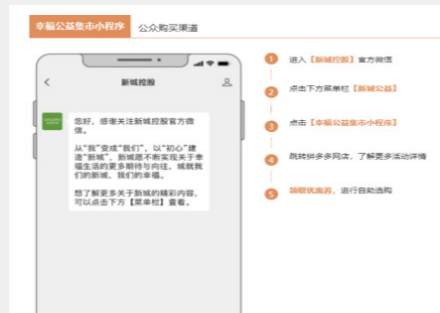 幸福公益集市小程序 公众购买渠道
新城控股
您好，感谢关注新城控股官方微
信。
从“我”变成“我们”，以“初心”建
造“新城”，新城愿不断实现关于幸
福生活的更多期待与向往，城就我
们的新城，我们的幸福。
想了解更多关于新城的精彩内容，
可以点击下方【菜单栏】查看。
1 进入【新城控股】官方微信
2 点击下方菜单栏【新城公益】
3 点击【幸福公益集市小程序】
4 跳转拼多多网店，了解更多活动详情
5 领取优惠券，进行自助选购